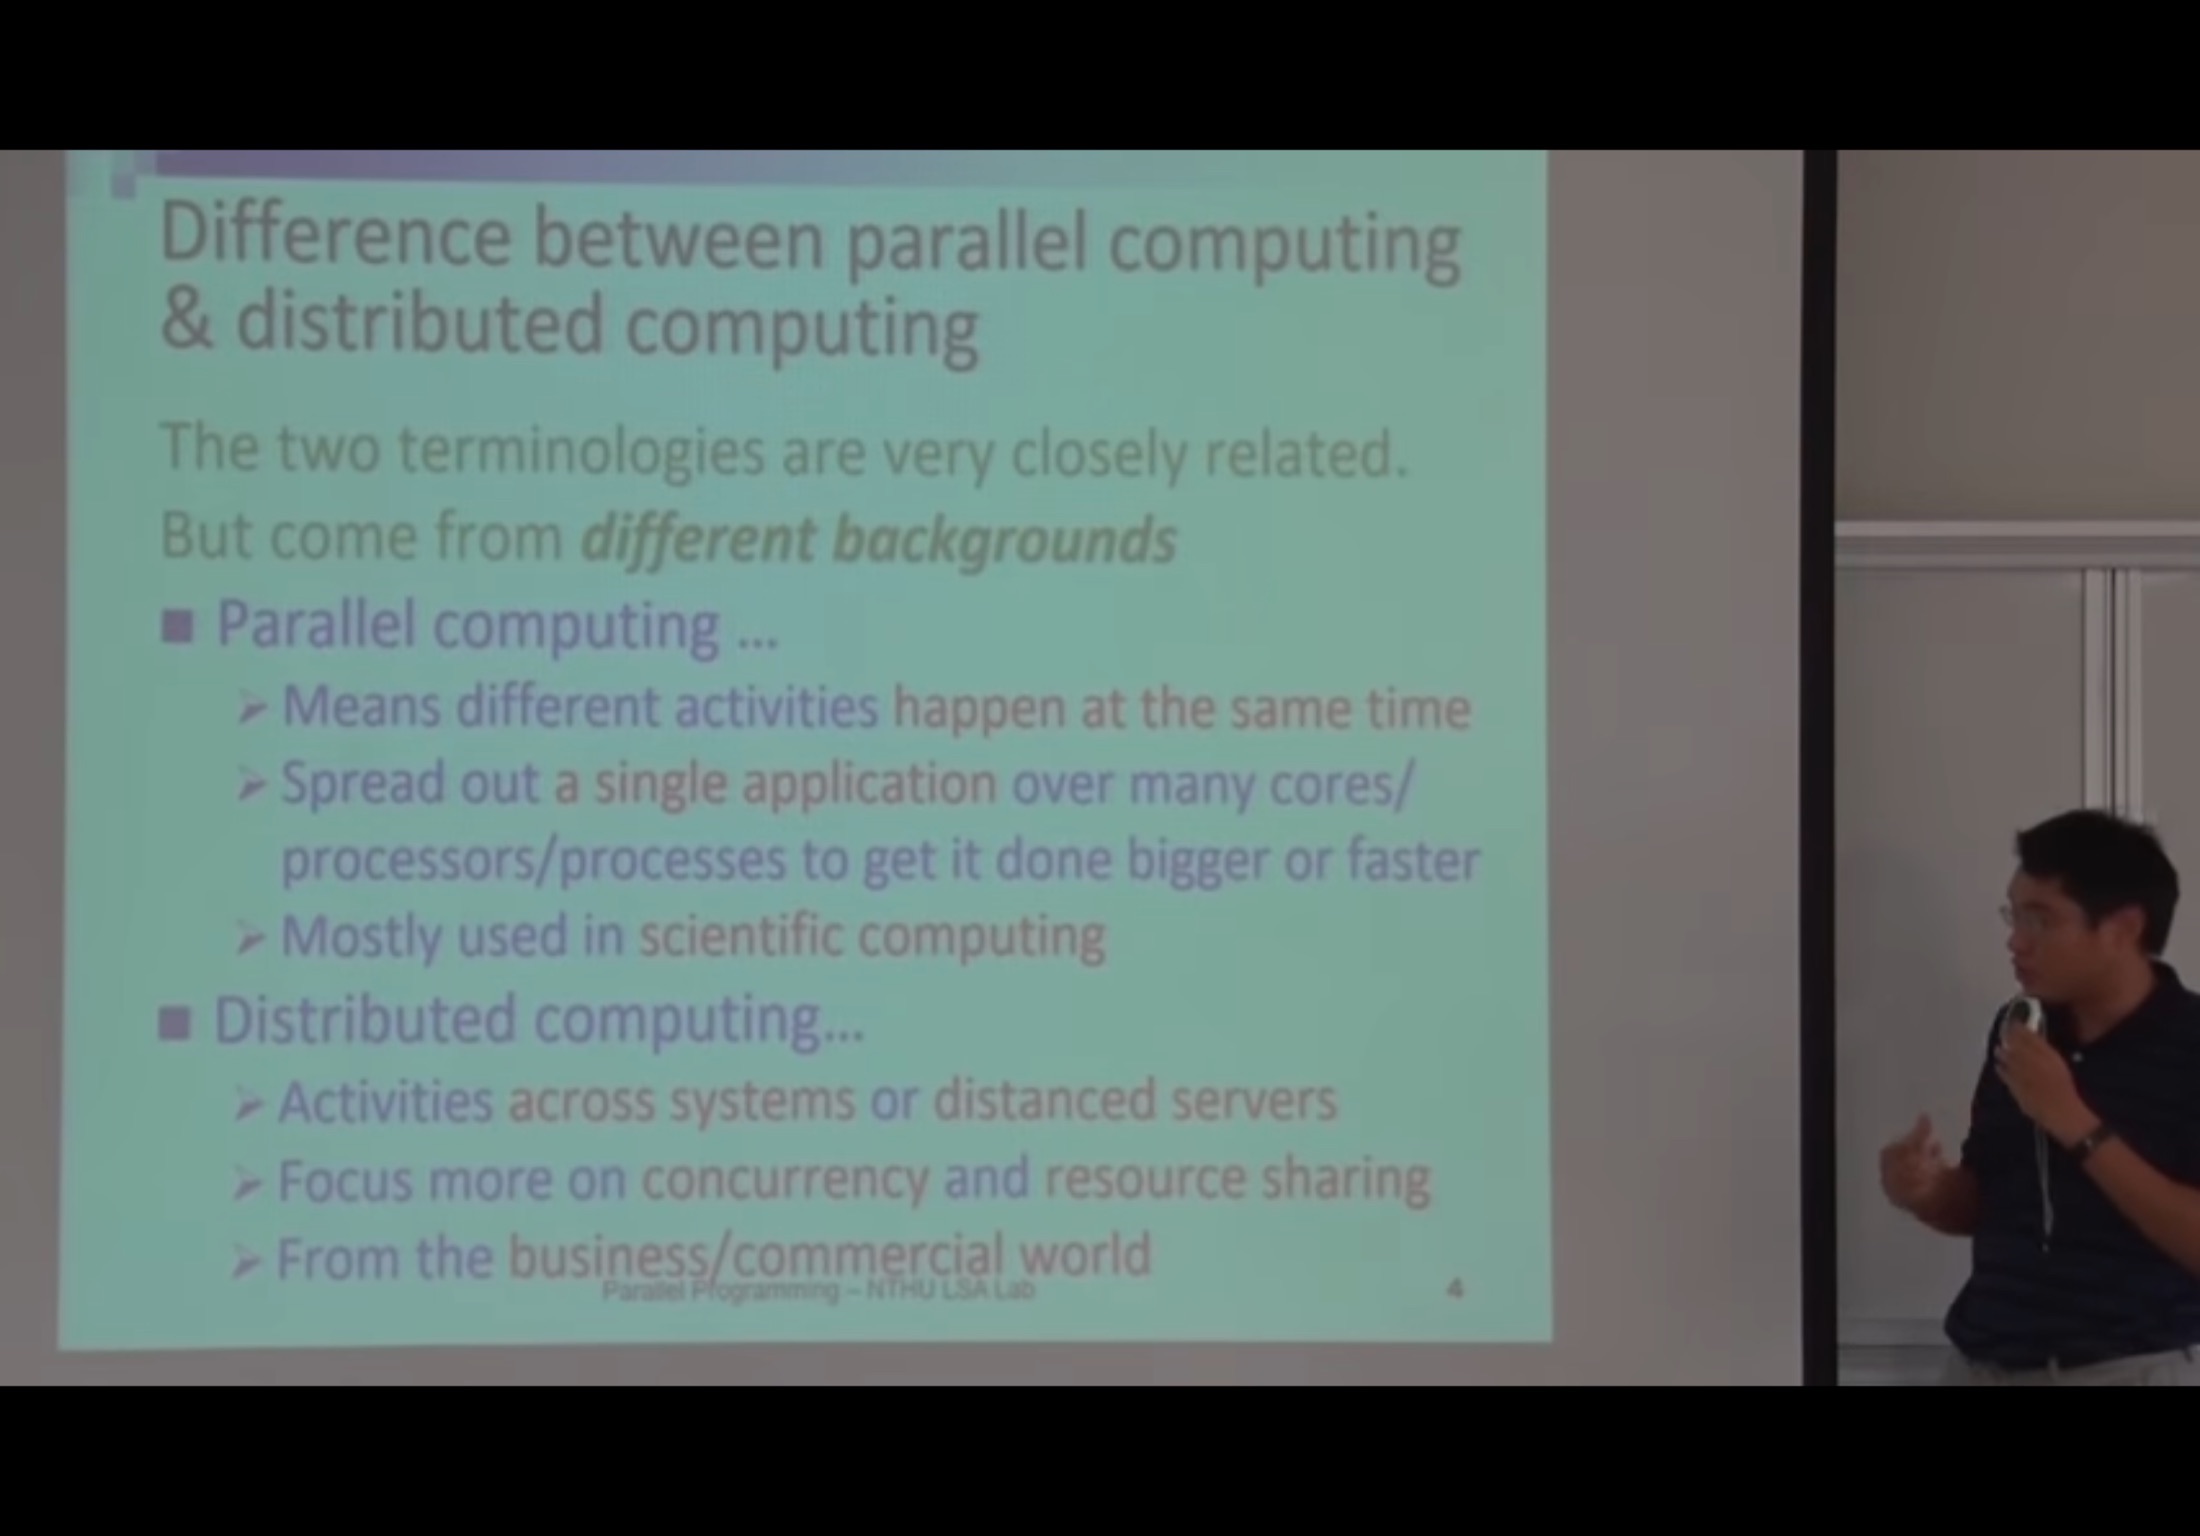 Difference between parallel computing
& distributed computing
The two terminologies are very closely related.
But come from different backgrounds
■ Parallel computing ...
➢ Means different activities happen at the same time
➢ Spread out a single application over many cores/
processors/processes to get it done bigger or faster
➢ Mostly used in scientific computing
■ Distributed computing...
➢ Activities across systems or distanced servers
➢ Focus more on concurrency and resource sharing
➢ From the business/commercial world
Parallel Programming – NTHU LSA Lab
4